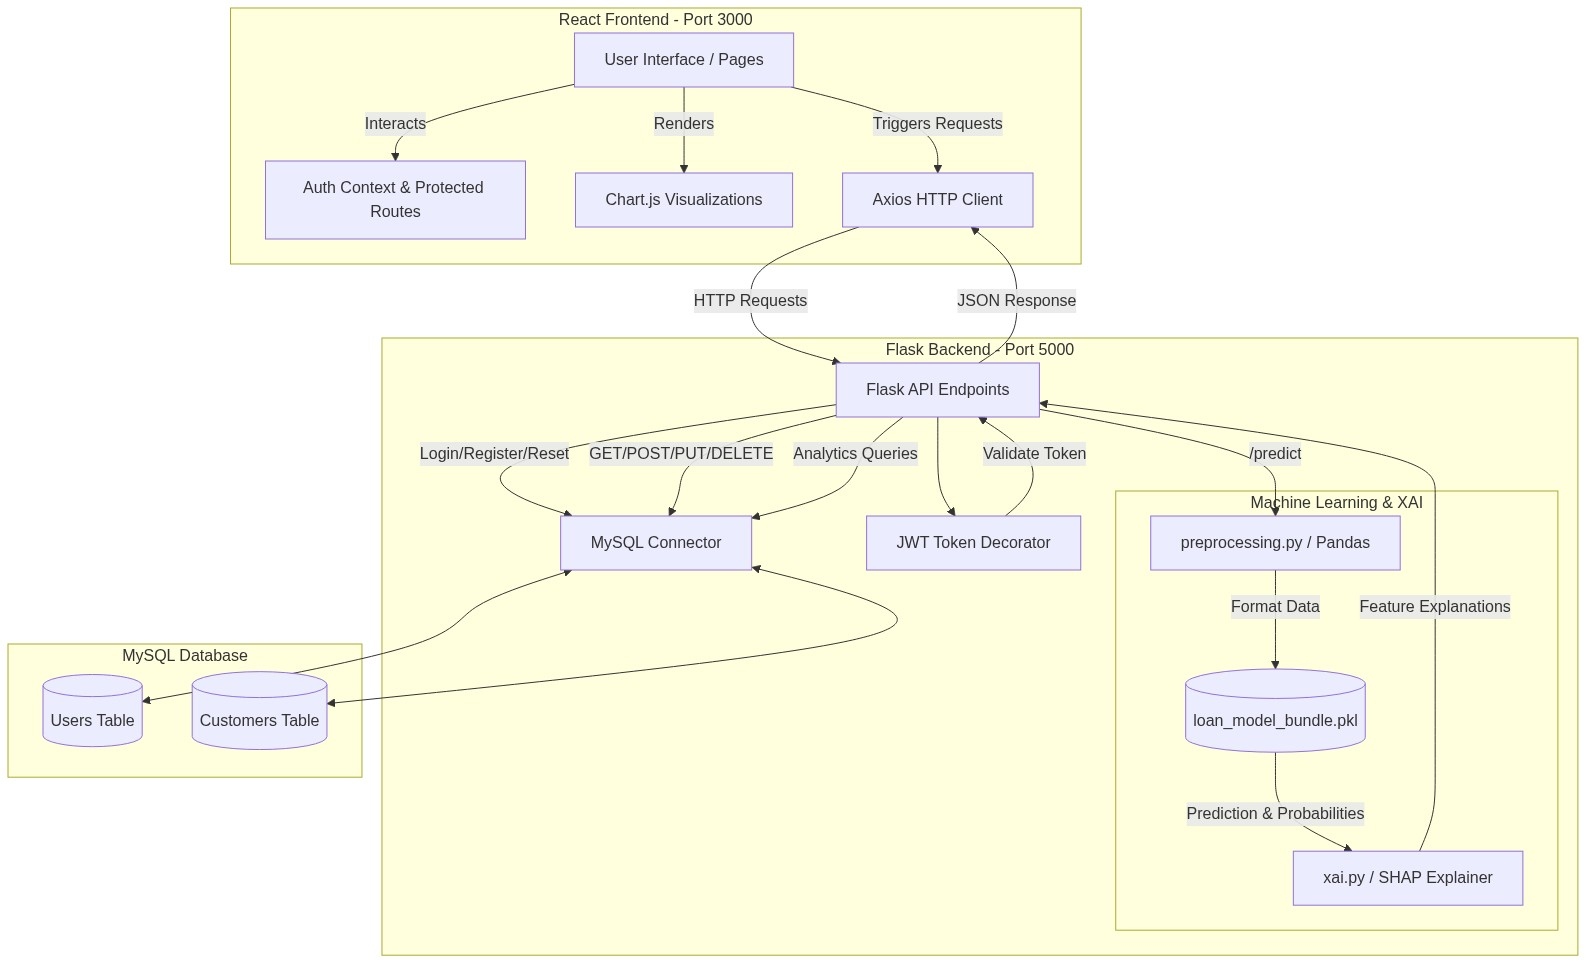 React Frontend - Port 3000
User Interface / Pages
Interacts
Renders
Triggers Requests
Auth Context & Protected
Routes
Chart.js Visualizations
Axios HTTP Client
HTTP Requests
JSON Response
Flask Backend - Port 5000
Flask API Endpoints
Login/Register/Reset
GET/POST/PUT/DELETE
Analytics Queries
Validate Token
/predict
Machine Learning & XAI
MySQL Connector
JWT Token Decorator
preprocessing.py / Pandas
Format Data
Feature Explanations
MySQL Database
Users Table
Customers Table
loan_model_bundle.pkl
Prediction & Probabilities
xai.py / SHAP Explainer